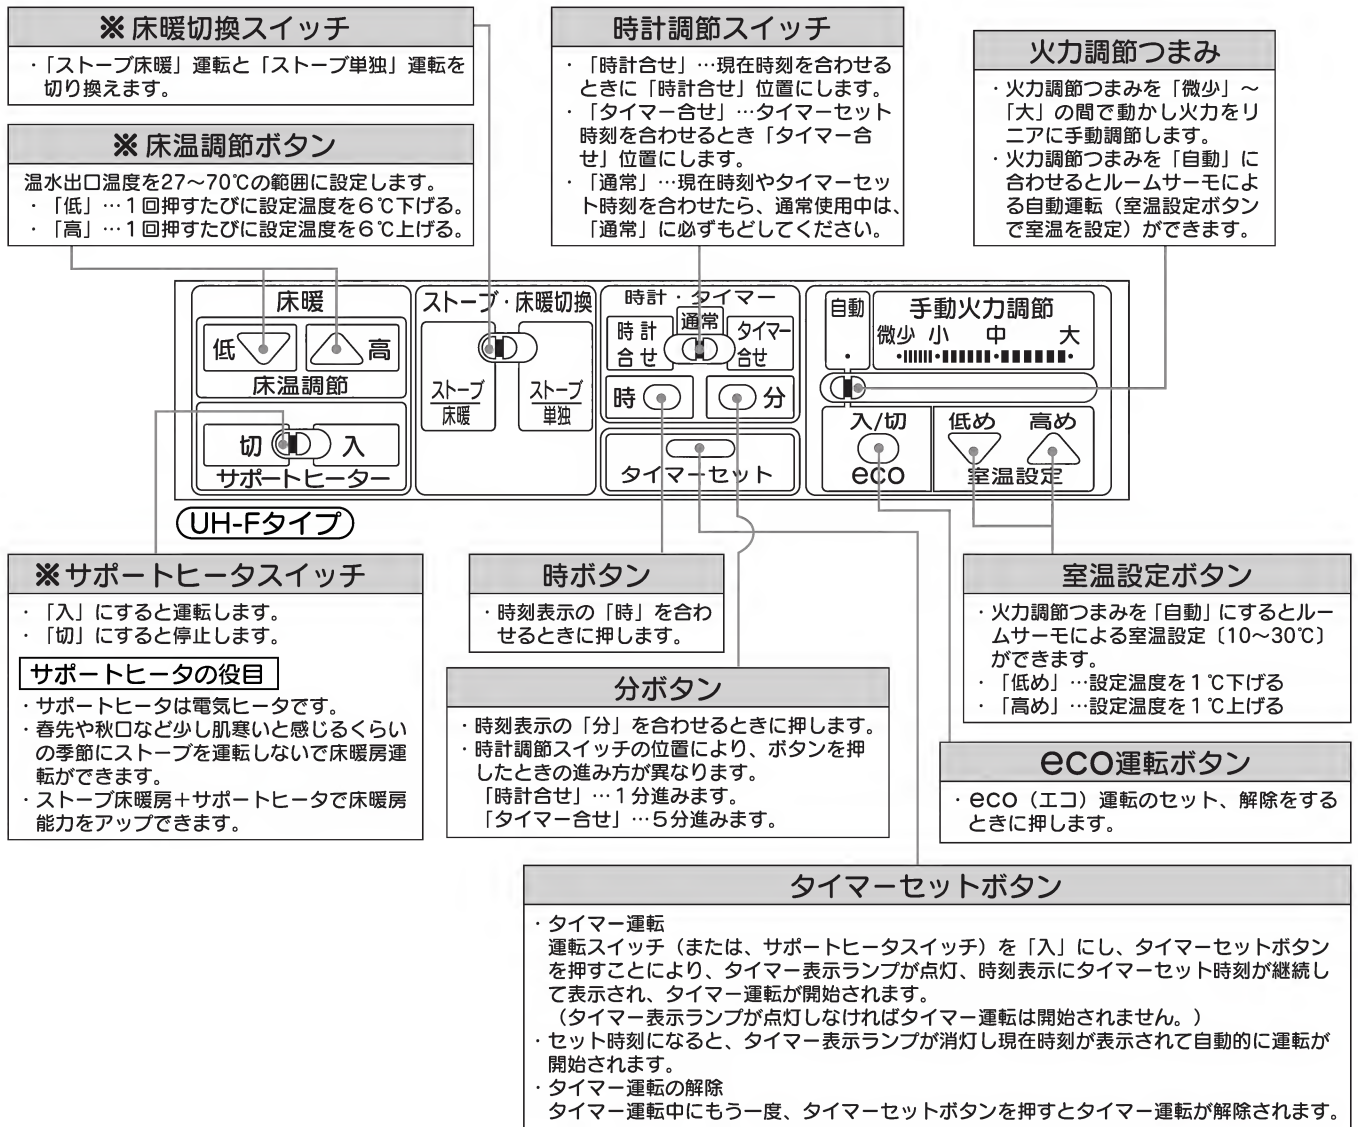 ※床暖切換スイッチ
・「ストーブ床暖」運転と「ストーブ単独」運転を
切り換えます。
※床温調節ボタン
温水出口温度を27～70℃の範囲に設定します。
・「低」…1回押すたびに設定温度を6℃下げる。
・「高」…1回押すたびに設定温度を6℃上げる。
時計調節スイッチ
・「時計合せ」…現在時刻を合わせる
ときに「時計合せ」位置にします。
・「タイマー合せ」…タイマーセット
時刻を合わせるとき「タイマー合
せ」位置にします。
・「通常」…現在時刻やタイマーセッ
ト時刻を合わせたら、通常使用中は、
「通常」に必ずもどしてください。
火力調節つまみ
・火力調節つまみを「微少」～
「大」の間で動かし火力をリ
ニアに手動調節します。
・火力調節つまみを「自動」に
合わせるとルームサーモによ
る自動運転（室温設定ボタン
で室温を設定）ができます。
床暖
低 高
床温調節
切 入
サポートヒーター
ストーブ・床暖切換
ストーブ
床暖
ストーブ
単独
時計・タイマー
時計
合せ
通常
タイマー
合せ
時 分
タイマーセット
自動
手動火力調節
微少 小 中 大
入/切
eco
低め 高め
室温設定
UH-Fタイプ
※サポートヒータスイッチ
・「入」にすると運転します。
・「切」にすると停止します。
サポートヒータの役目
・サポートヒータは電気ヒータです。
・春先や秋口など少し肌寒いと感じるくらい
の季節にストーブを運転しないで床暖房運
転ができます。
・ストーブ床暖房＋サポートヒータで床暖房
能力をアップできます。
時ボタン
・時刻表示の「時」を合わ
せるときに押します。
分ボタン
・時刻表示の「分」を合わせるときに押します。
・時計調節スイッチの位置により、ボタンを押
したときの進み方が異なります。
「時計合せ」…1分進みます。
「タイマー合せ」…5分進みます。
室温設定ボタン
・火力調節つまみを「自動」にするとルー
ムサーモによる室温設定〔10～30℃〕
ができます。
・「低め」…設定温度を1℃下げる
・「高め」…設定温度を1℃上げる
eco運転ボタン
・eco（エコ）運転のセット、解除をする
ときに押します。
タイマーセットボタン
・タイマー運転
運転スイッチ（または、サポートヒータスイッチ）を「入」にし、タイマーセットボタン
を押すことにより、タイマー表示ランプが点灯、時刻表示にタイマーセット時刻が継続し
て表示され、タイマー運転が開始されます。
（タイマー表示ランプが点灯しなければタイマー運転は開始されません。）
・セット時刻になると、タイマー表示ランプが消灯し現在時刻が表示されて自動的に運転が
開始されます。
・タイマー運転の解除
タイマー運転中にもう一度、タイマーセットボタンを押すとタイマー運転が解除されます。